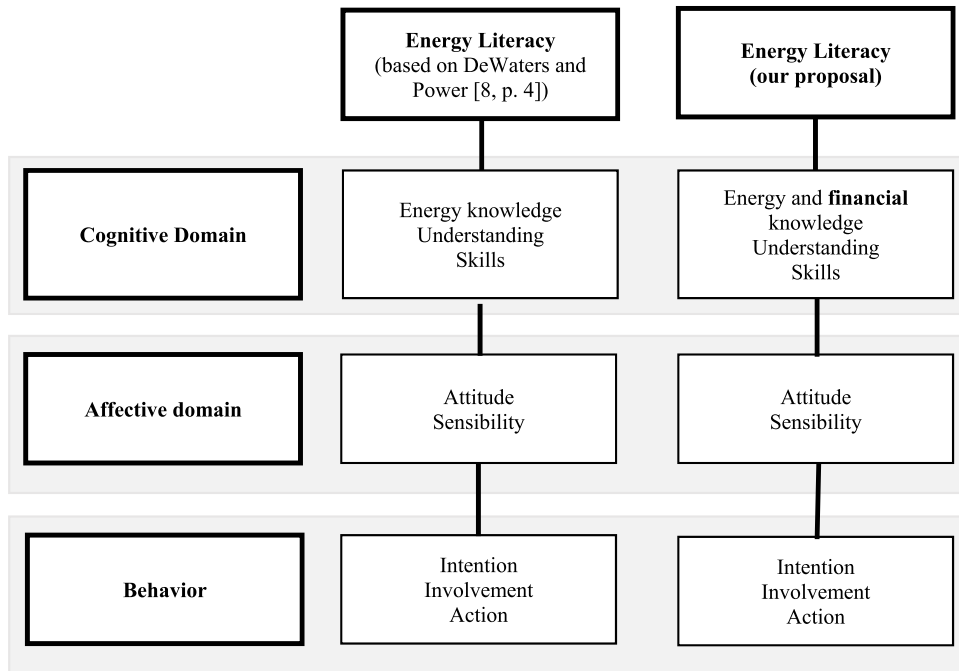 Energy Literacy
(based on DeWaters and
Power [8, p. 4])
Energy Literacy
(our proposal)
Cognitive Domain
Energy knowledge
Understanding
Skills
Energy and financial
knowledge
Understanding
Skills
Affective domain
Attitude
Sensibility
Attitude
Sensibility
Behavior
Intention
Involvement
Action
Intention
Involvement
Action